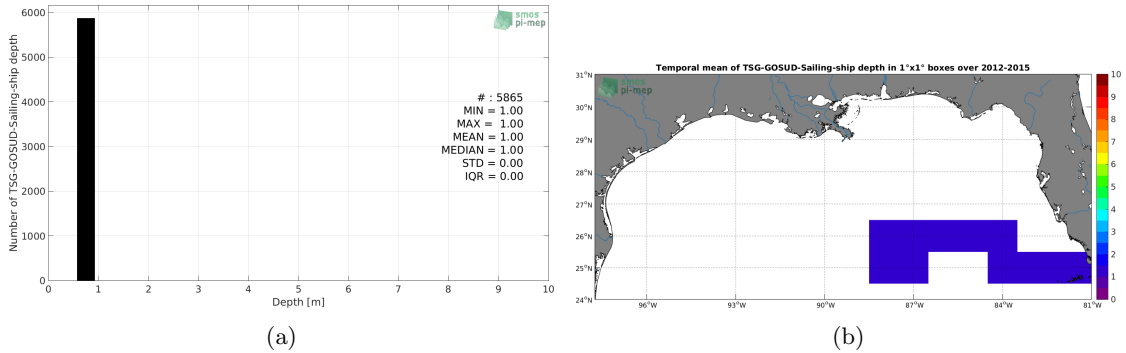 smos
pi-mep
Number of TSG-GOSUD-Sailing-ship depth
6000
5000
4000
3000
2000
1000
0
# : 5865
MIN = 1.00
MAX = 1.00
MEAN = 1.00
MEDIAN = 1.00
STD = 0.00
IQR = 0.00
0 1 2 3 4 5 6 7 8 9 10
Depth [m]
(a)
Temporal mean of TSG-GOSUD-Sailing-ship depth in 1°x1° boxes over 2012-2015
smos
pi-mep
31°N
30°N
29°N
28°N
27°N
26°N
25°N
24°N
96°W 93°W 90°W 87°W 84°W 81°W
10
9
8
7
6
5
4
3
2
1
0
(b)